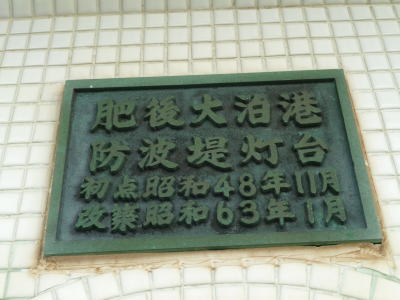 肥後大泊港
防波堤灯台
初点昭和48年11月
改築昭和63年1月